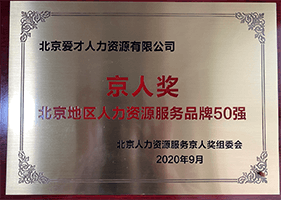 北京爱才人力资源有限公司
京人奖
北京地区人力资源服务品牌50强
北京人力资源服务京人奖组委会
2020年9月